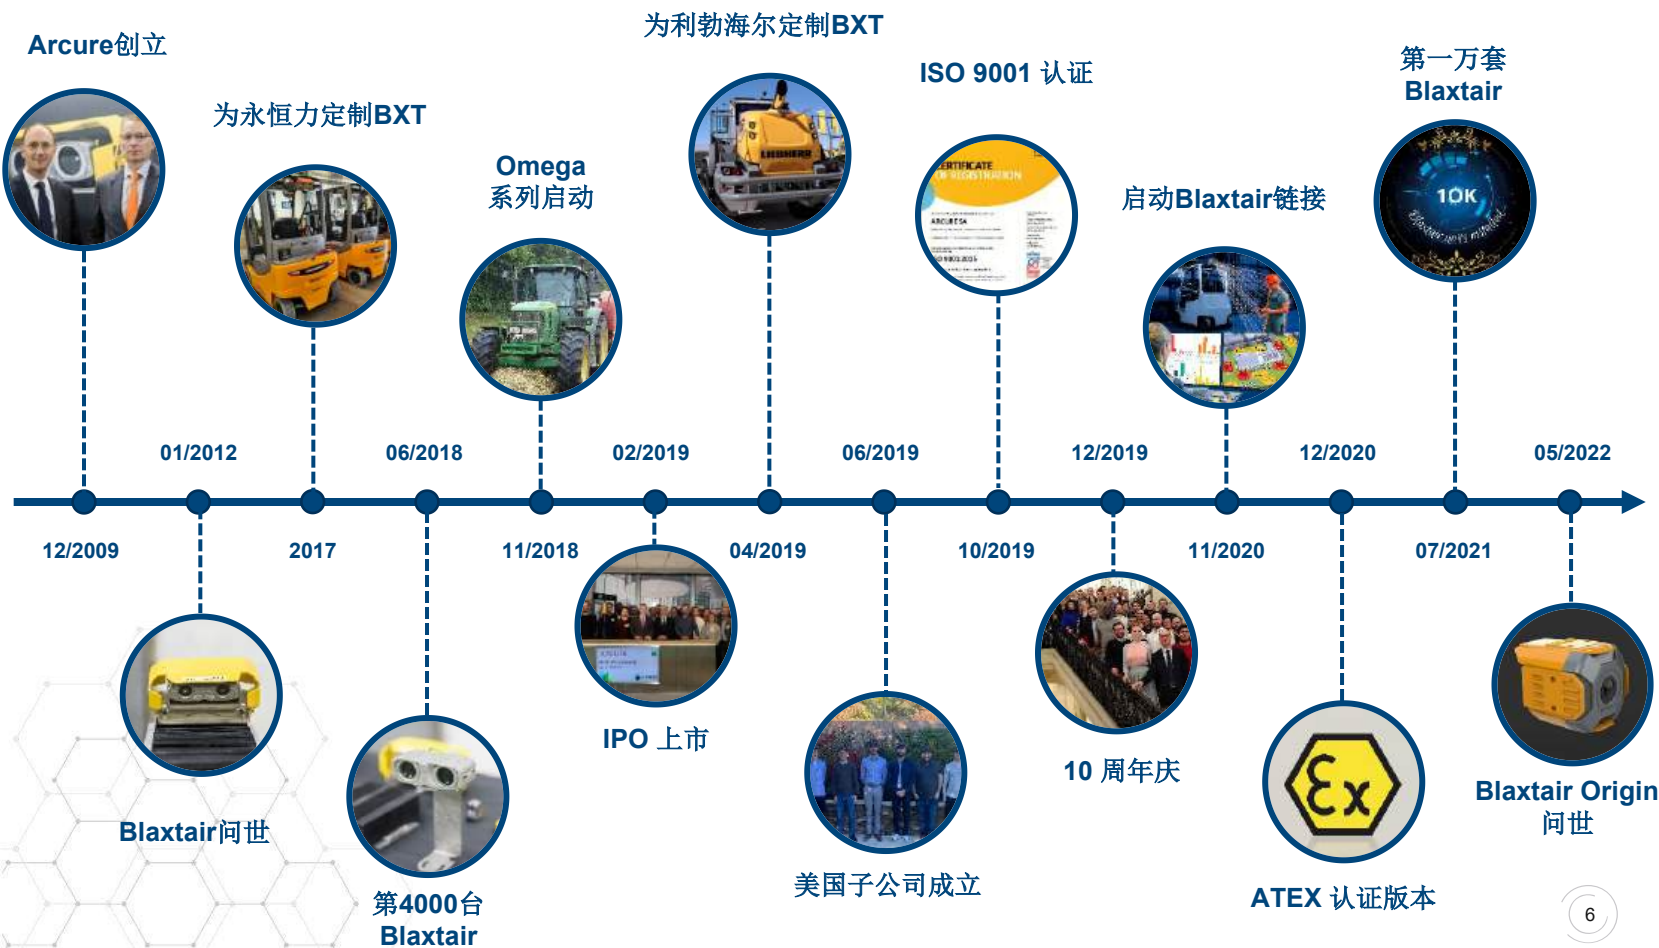 Arcure创立
为永恒力定制BXT
Omega
系列启动
为利勃海尔定制BXT
LIEBHERR
ISO 9001 认证
CERTIFICATE
OF REGISTRATION
启动Blaxtair链接
第一万套
Blaxtair
10K
01/2012
06/2018
02/2019
06/2019
12/2019
12/2020
05/2022
12/2009
2017
11/2018
04/2019
10/2019
11/2020
07/2021
Blaxtair问世
第4000台
Blaxtair
IPO 上市
美国子公司成立
10 周年庆
εx
ATEX 认证版本
Blaxtair Origin
问世
6